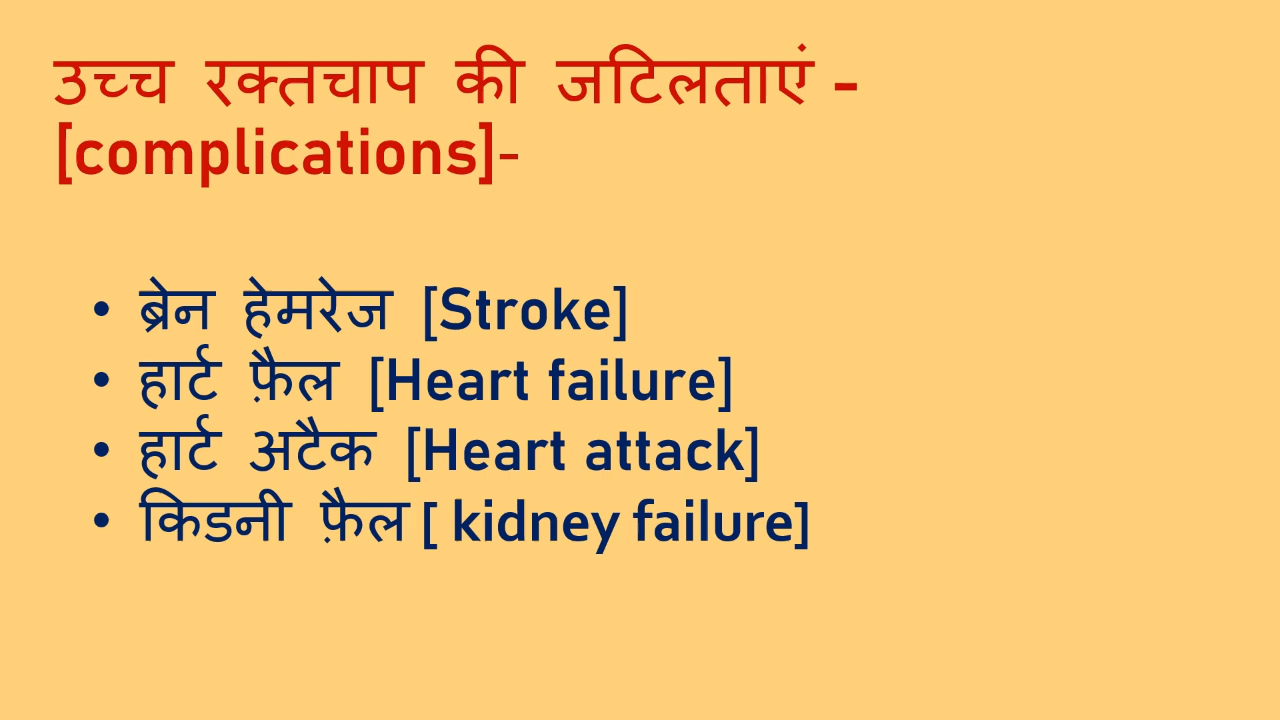 उच्च रक्तचाप की जटिलताएं -
[complications]-
• ब्रेन हेमरेज [Stroke]
• हार्ट फ़ैल [Heart failure]
• हार्ट अटैक [Heart attack]
• किडनी फ़ैल [ kidney failure]